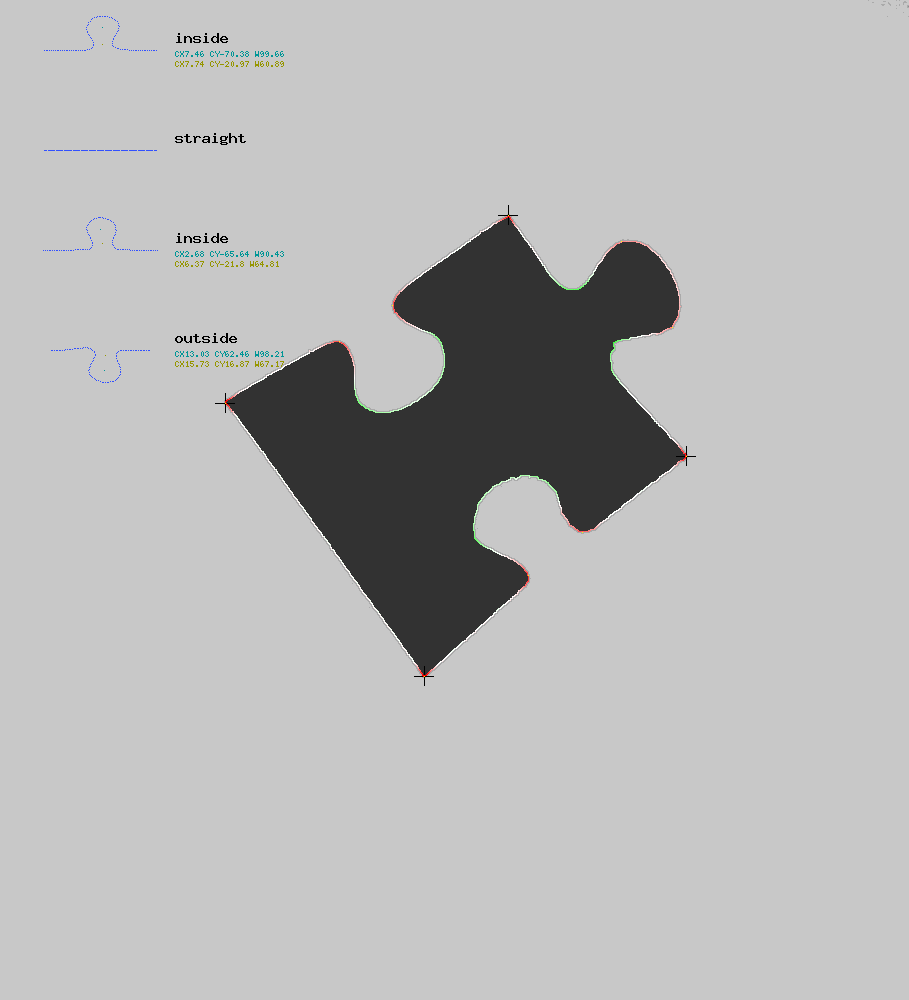 inside
CX7.46 CY-70.38 W99.66
CX7.74 CY-20.97 W60.89
straight
inside
CX2.68 CY-65.64 W90.43
CX6.37 CY-21.8 W64.81
outside
CX13.03 CY62.46 W98.21
CX15.73 CY16.87 W67.17